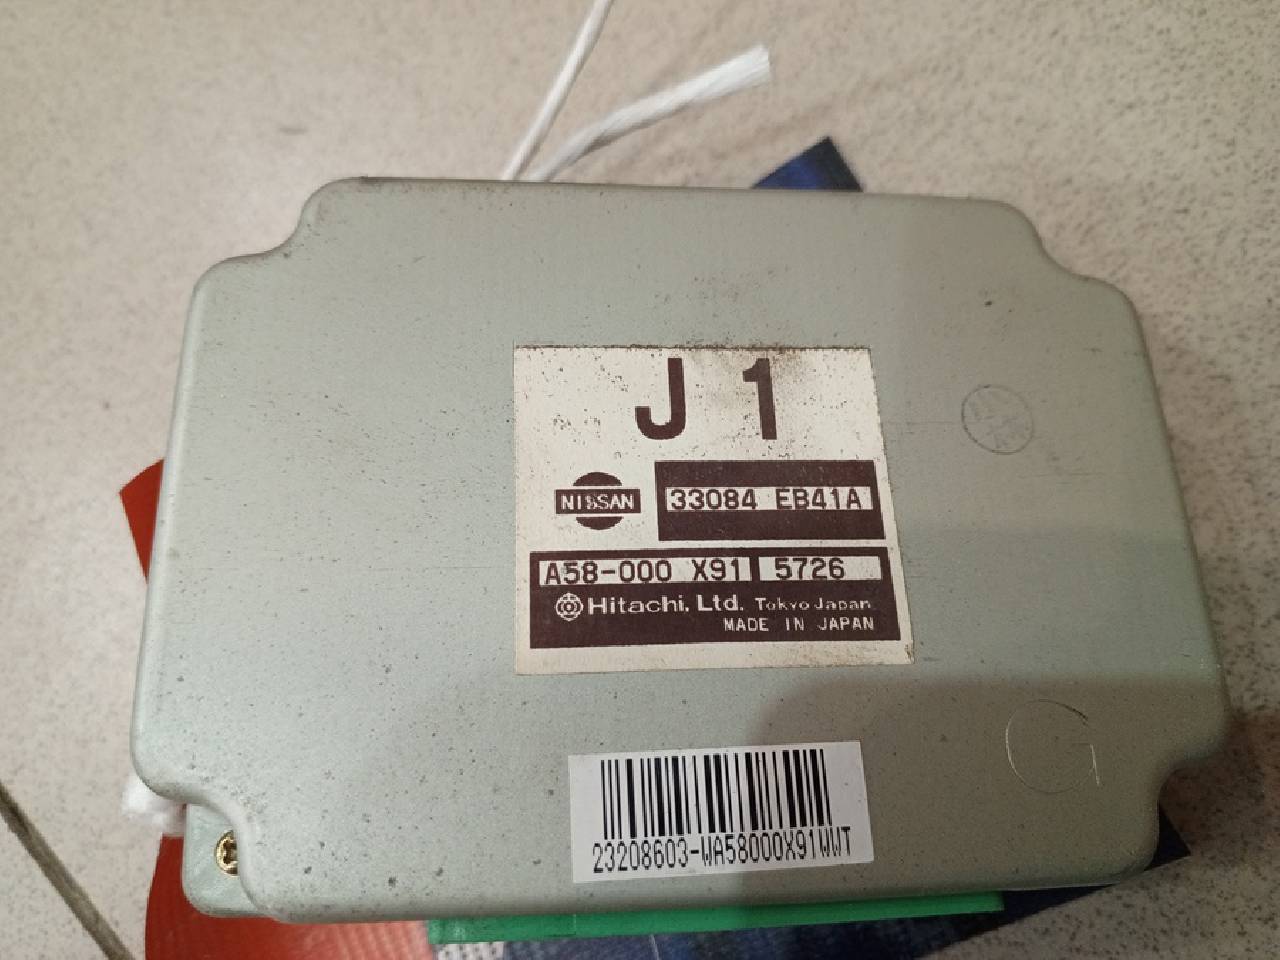 J 1
NISSAN
33084 EB41A
A58-000 X91 5726
Hitachi, Ltd. Tokyo Japan
MADE IN JAPAN
G
23208603-WA58000X91WWT